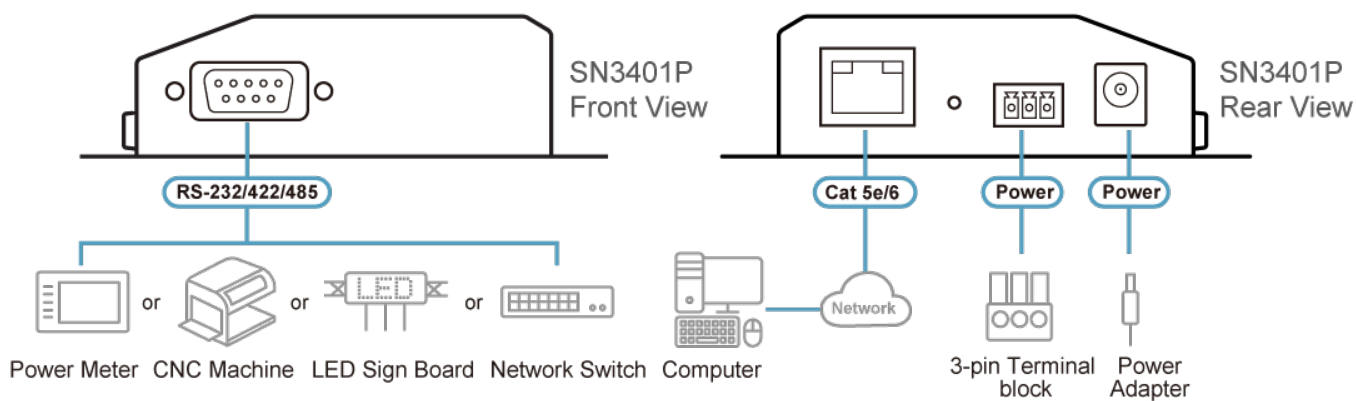 SN3401P
Front View
SN3401P
Rear View
RS-232/422/485
Cat 5e/6
Power
Power
or
or
LED
or
Network
Power Meter
CNC Machine
LED Sign Board
Network Switch
Computer
3-pin Terminal
block
Power
Adapter